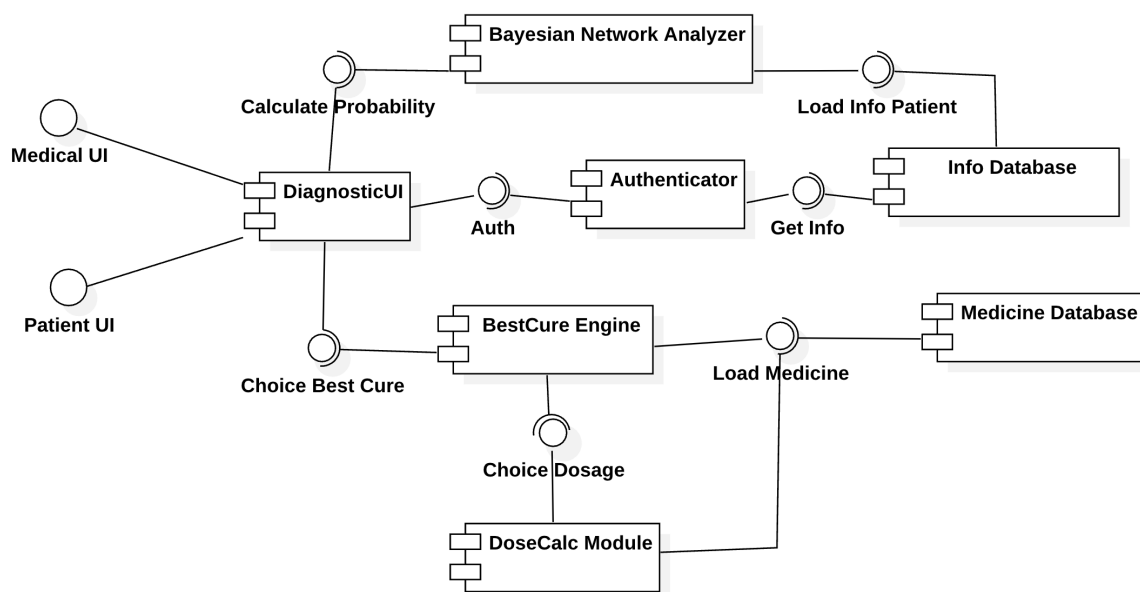 Bayesian Network Analyzer
Calculate Probability
Load Info Patient
Medical UI
DiagnosticUI
Authenticator
Info Database
Auth
Get Info
Patient UI
BestCure Engine
Medicine Database
Choice Best Cure
Load Medicine
Choice Dosage
DoseCalc Module